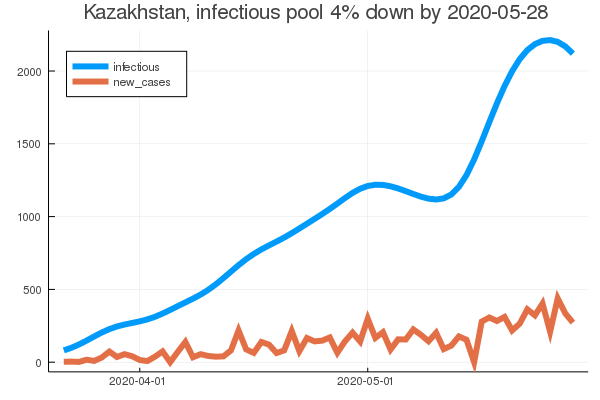 Kazakhstan, infectious pool 4% down by 2020-05-28
infectious
new_cases
2000
1500
1000
500
0
2020-04-01
2020-05-01